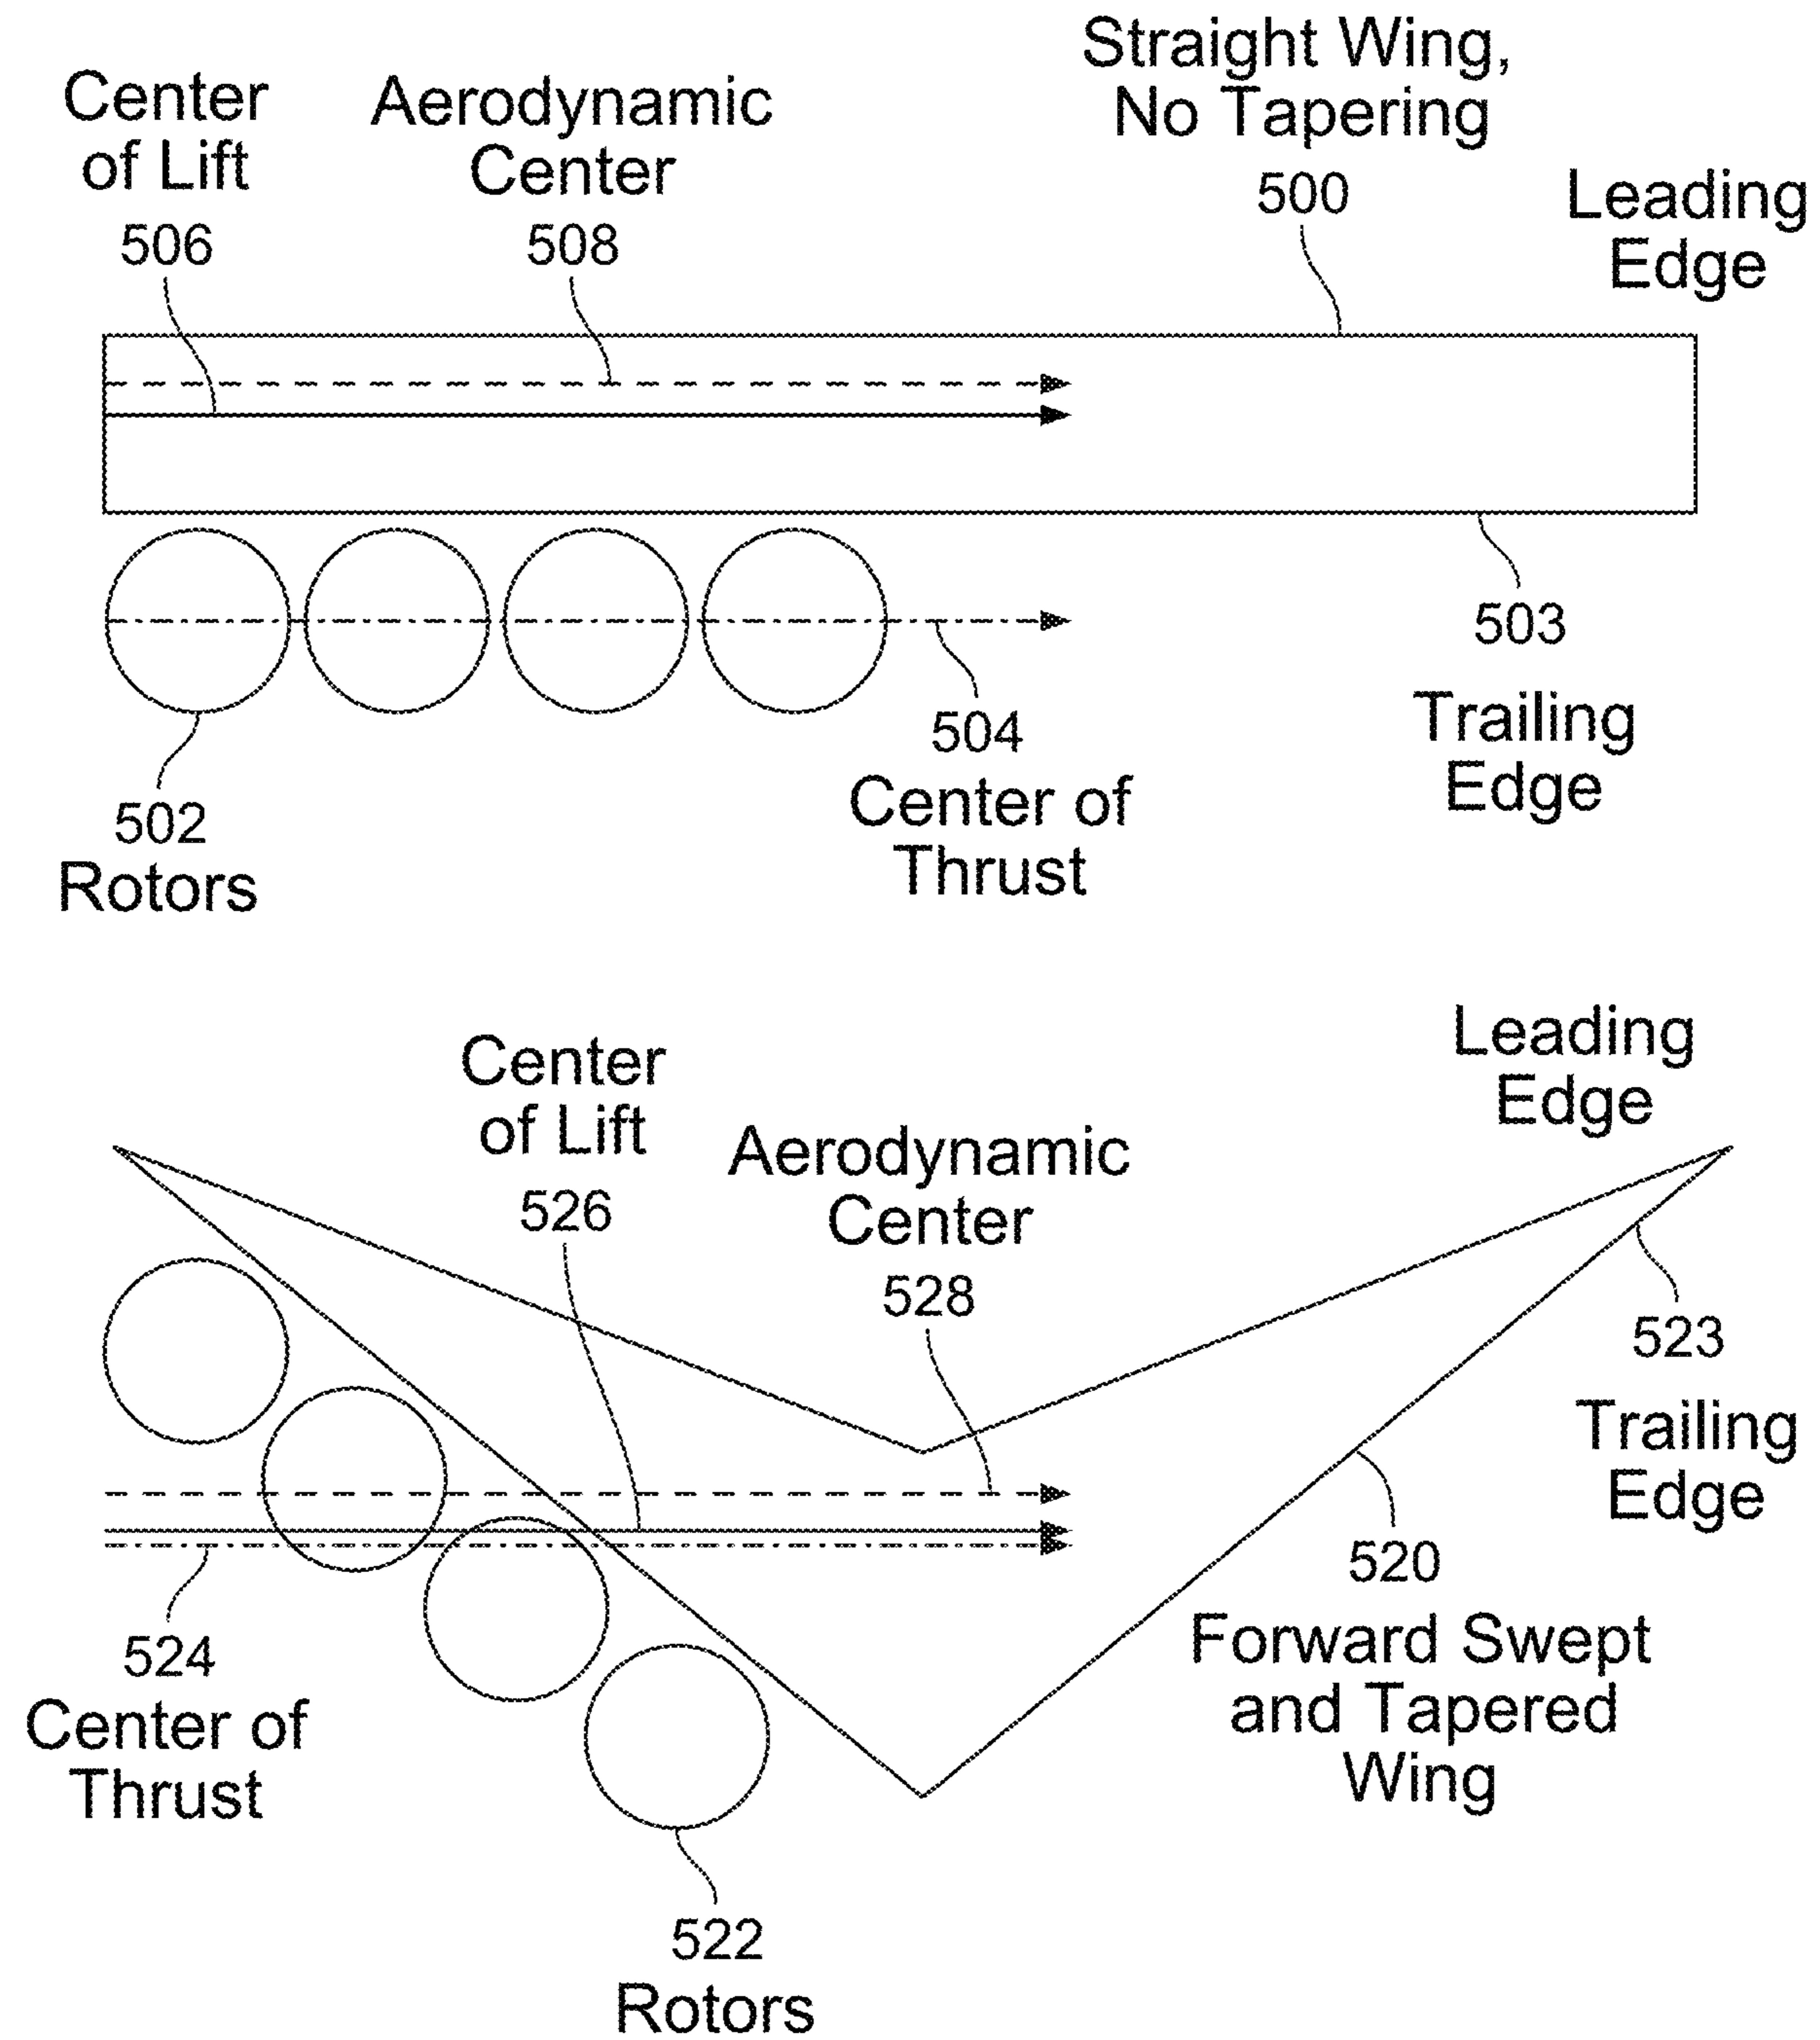 Straight Wing,
No Tapering
500
Center
of Lift
506
Aerodynamic
Center
508
Leading
Edge
503
Trailing
Edge
504
Center of
Thrust
502
Rotors
Leading
Edge
Center
of Lift
526
Aerodynamic
Center
528
523
Trailing
Edge
520
Forward Swept
and Tapered
Wing
524
Center of
Thrust
522
Rotors